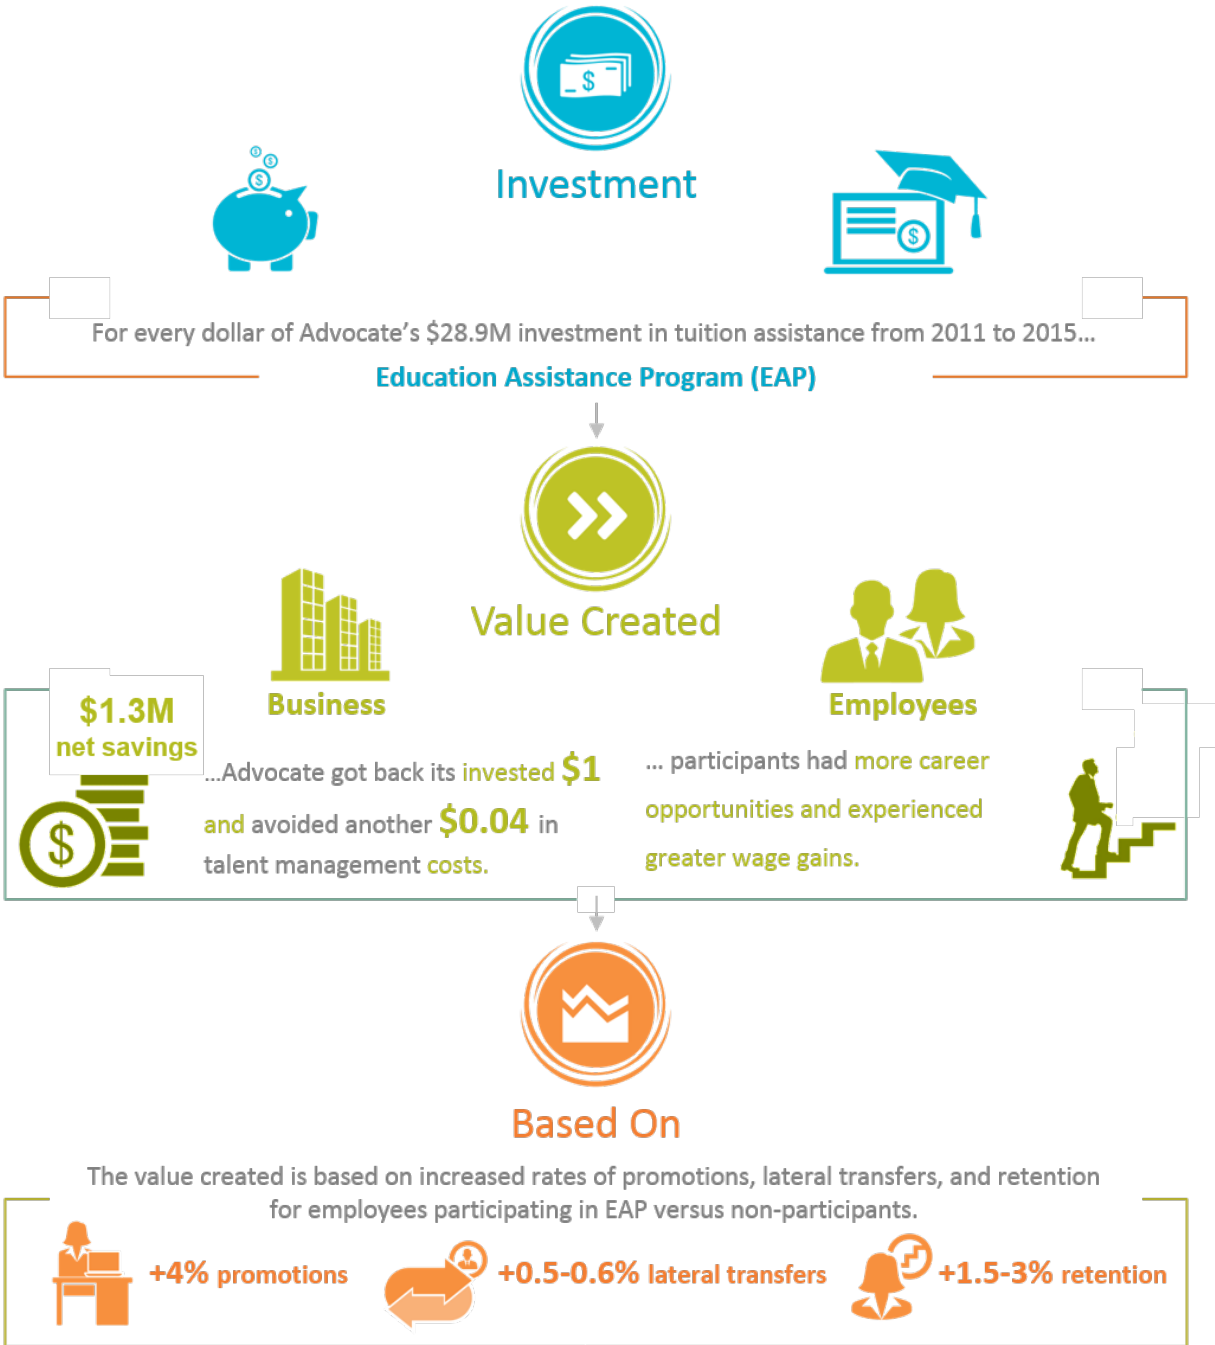 $
Investment
$
$
$
$
For every dollar of Advocate's $28.9M investment in tuition assistance from 2011 to 2015...
Education Assistance Program (EAP)
Value Created
Business
Employees
$1.3M
net savings
...Advocate got back its invested $1
and avoided another $0.04 in
talent management costs.
$
... participants had more career
opportunities and experienced
greater wage gains.
Based On
The value created is based on increased rates of promotions, lateral transfers, and retention
for employees participating in EAP versus non-participants.
+4% promotions
+0.5-0.6% lateral transfers
+1.5-3% retention